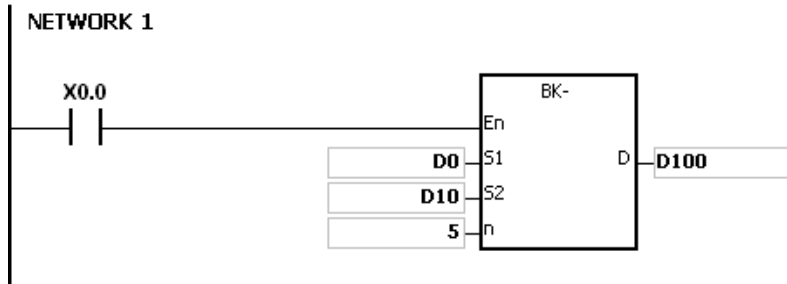 NETWORK 1
X0.0
BK-
En
D0 S1 D D100
D10 S2
5 n